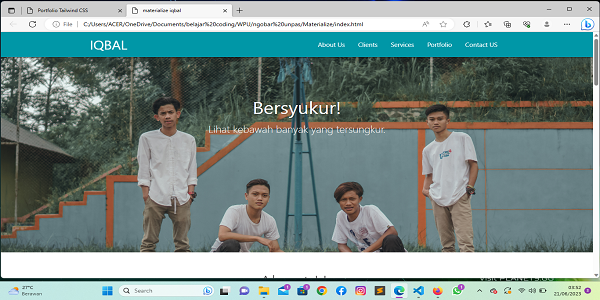 Portfolio Tailwind CSS
materialize iqbal
File
C:/Users/ACER/OneDrive/Documents/belajar%20coding/WPU/ngobar%20unpas/Materialize/index.html
IQBAL
About Us
Clients
Services
Portfolio
Contact US
Bersyukur!
Lihat kebawah banyak yang tersungkur.
27°C
Berawan
Search
03:52
21/06/2023